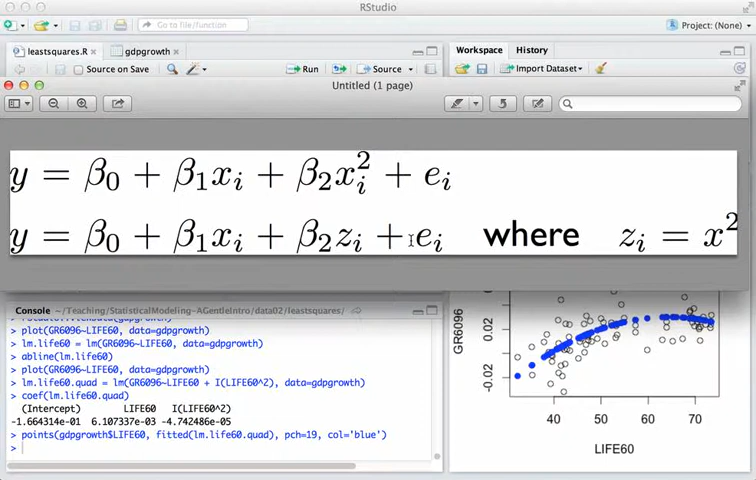 RStudio
Go to file/function
Project: (None)
leastsquares.R
gdpgrowth
Workspace
History
Source on Save
Run
Source
Import Dataset
Untitled (1 page)
y = β₀ + β₁xᵢ + β₂xᵢ² + eᵢ
y = β₀ + β₁xᵢ + β₂zᵢ + eᵢ where zᵢ = x²
Console ~/Teaching/StatisticalModeling-AGentleIntro/data02/leastsquares/
> plot(GR6096~LIFE60, data=gdpgrowth)
> lm.life60 = lm(GR6096~LIFE60, data=gdpgrowth)
> abline(lm.life60)
> plot(GR6096~LIFE60, data=gdpgrowth)
> lm.life60.quad = lm(GR6096~LIFE60 + I(LIFE60^2), data=gdpgrowth)
> coef(lm.life60.quad)
(Intercept) LIFE60 I(LIFE60^2)
-1.664314e-01 6.107337e-03 -4.742486e-05
> points(gdpgrowth$LIFE60, fitted(lm.life60.quad), pch=19, col='blue')
>
GR6096
0.02
-0.02
40 50 60 70
LIFE60